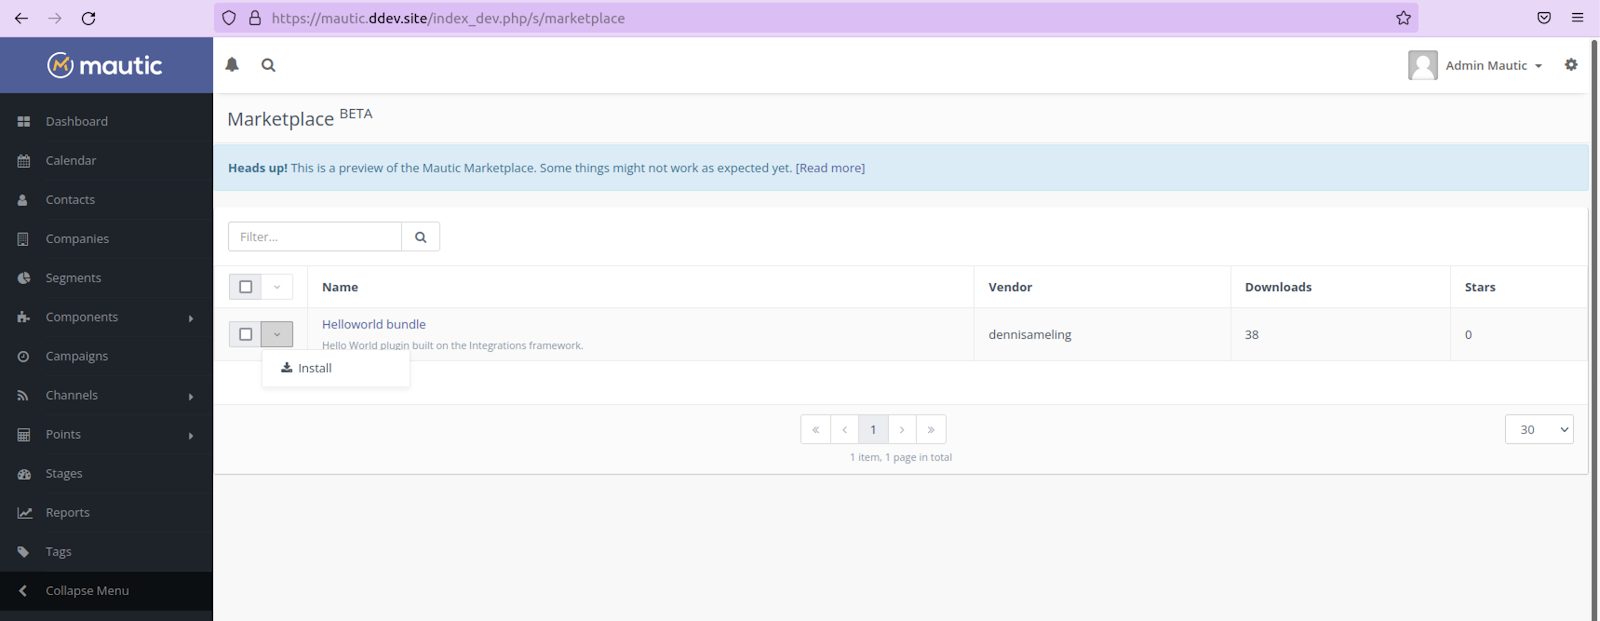 https://mautic.ddev.site/index_dev.php/s/marketplace
mautic
Admin Mautic
Dashboard
Calendar
Contacts
Companies
Segments
Components
Campaigns
Channels
Points
Stages
Reports
Tags
Collapse Menu
Marketplace BETA
Heads up! This is a preview of the Mautic Marketplace. Some things might not work as expected yet. [Read more]
Filter...
Name Vendor Downloads Stars
Helloworld bundle dennisameling 38 0
Hello World plugin built on the Integrations framework.
Install
« ‹ 1 › » 30
1 item, 1 page in total